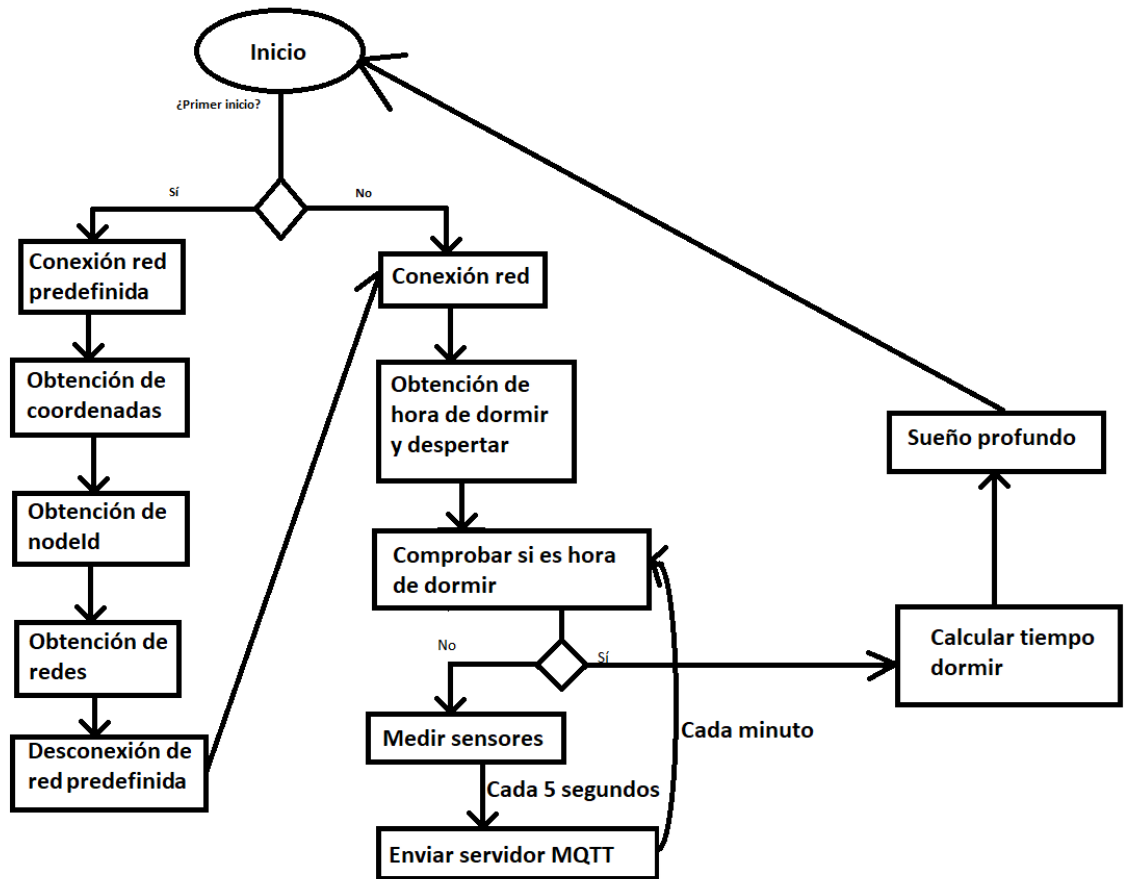 Inicio
¿Primer inicio?
Sí
No
Conexión red
predefinida
Obtención de
coordenadas
Obtención de
nodeId
Obtención de
redes
Desconexión de
red predefinida
Conexión red
Obtención de
hora de dormir
y despertar
Comprobar si es hora
de dormir
No
Sí
Medir sensores
Cada 5 segundos
Enviar servidor MQTT
Cada minuto
Calcular tiempo
dormir
Sueño profundo